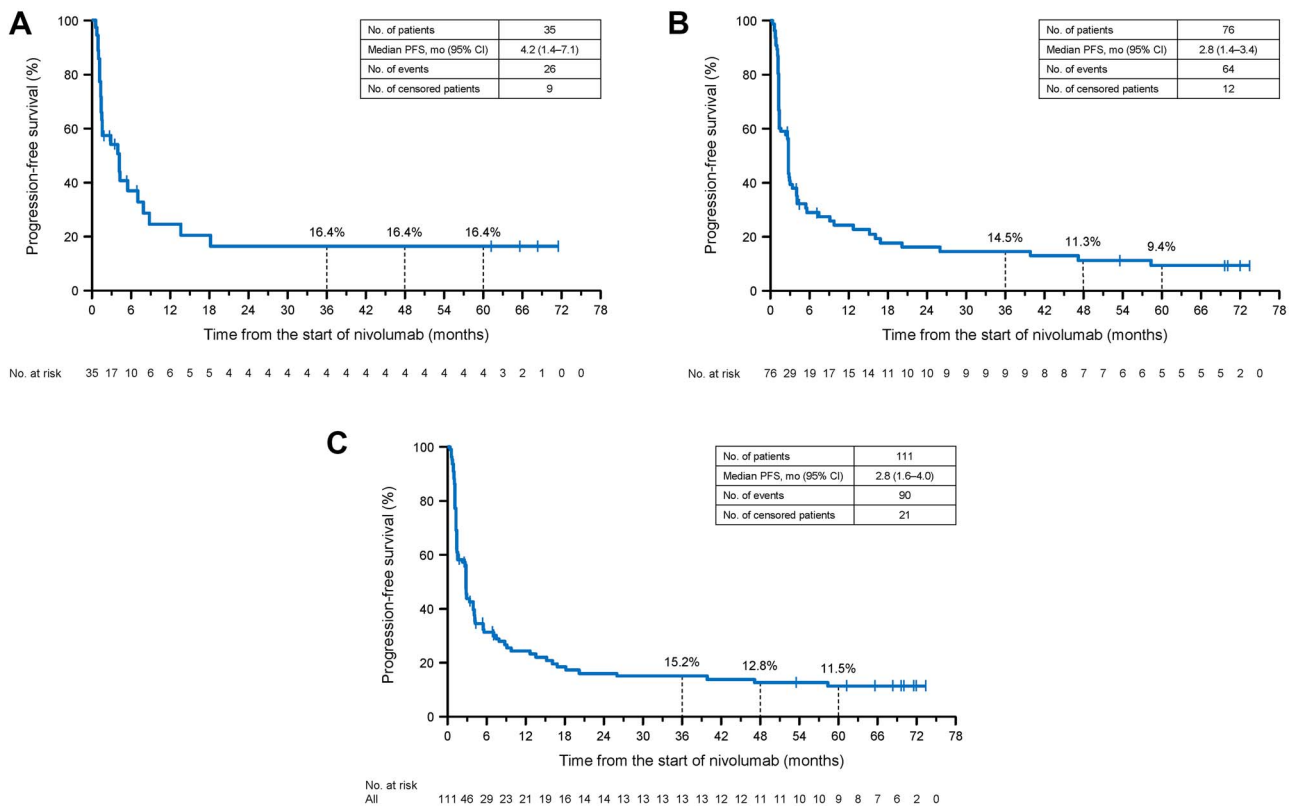 A
No. of patients 35
Median PFS, mo (95% CI) 4.2 (1.4–7.1)
No. of events 26
No. of censored patients 9
Progression-free survival (%)
100
80
60
40
20
0
16.4% 16.4% 16.4%
0 6 12 18 24 30 36 42 48 54 60 66 72 78
Time from the start of nivolumab (months)
No. at risk 35 17 10 6 6 5 5 4 4 4 4 4 4 4 4 4 4 4 4 4 4 3 2 1 0 0
B
No. of patients 76
Median PFS, mo (95% CI) 2.8 (1.4–3.4)
No. of events 64
No. of censored patients 12
Progression-free survival (%)
100
80
60
40
20
0
14.5% 11.3% 9.4%
0 6 12 18 24 30 36 42 48 54 60 66 72 78
Time from the start of nivolumab (months)
No. at risk 76 29 19 17 15 14 11 10 10 9 9 9 9 9 8 8 7 7 6 6 5 5 5 5 2 0
C
No. of patients 111
Median PFS, mo (95% CI) 2.8 (1.6–4.0)
No. of events 90
No. of censored patients 21
Progression-free survival (%)
100
80
60
40
20
0
15.2% 12.8% 11.5%
0 6 12 18 24 30 36 42 48 54 60 66 72 78
Time from the start of nivolumab (months)
No. at risk
All 111 46 29 23 21 19 16 14 14 13 13 13 13 13 12 12 11 11 10 10 9 8 7 6 2 0